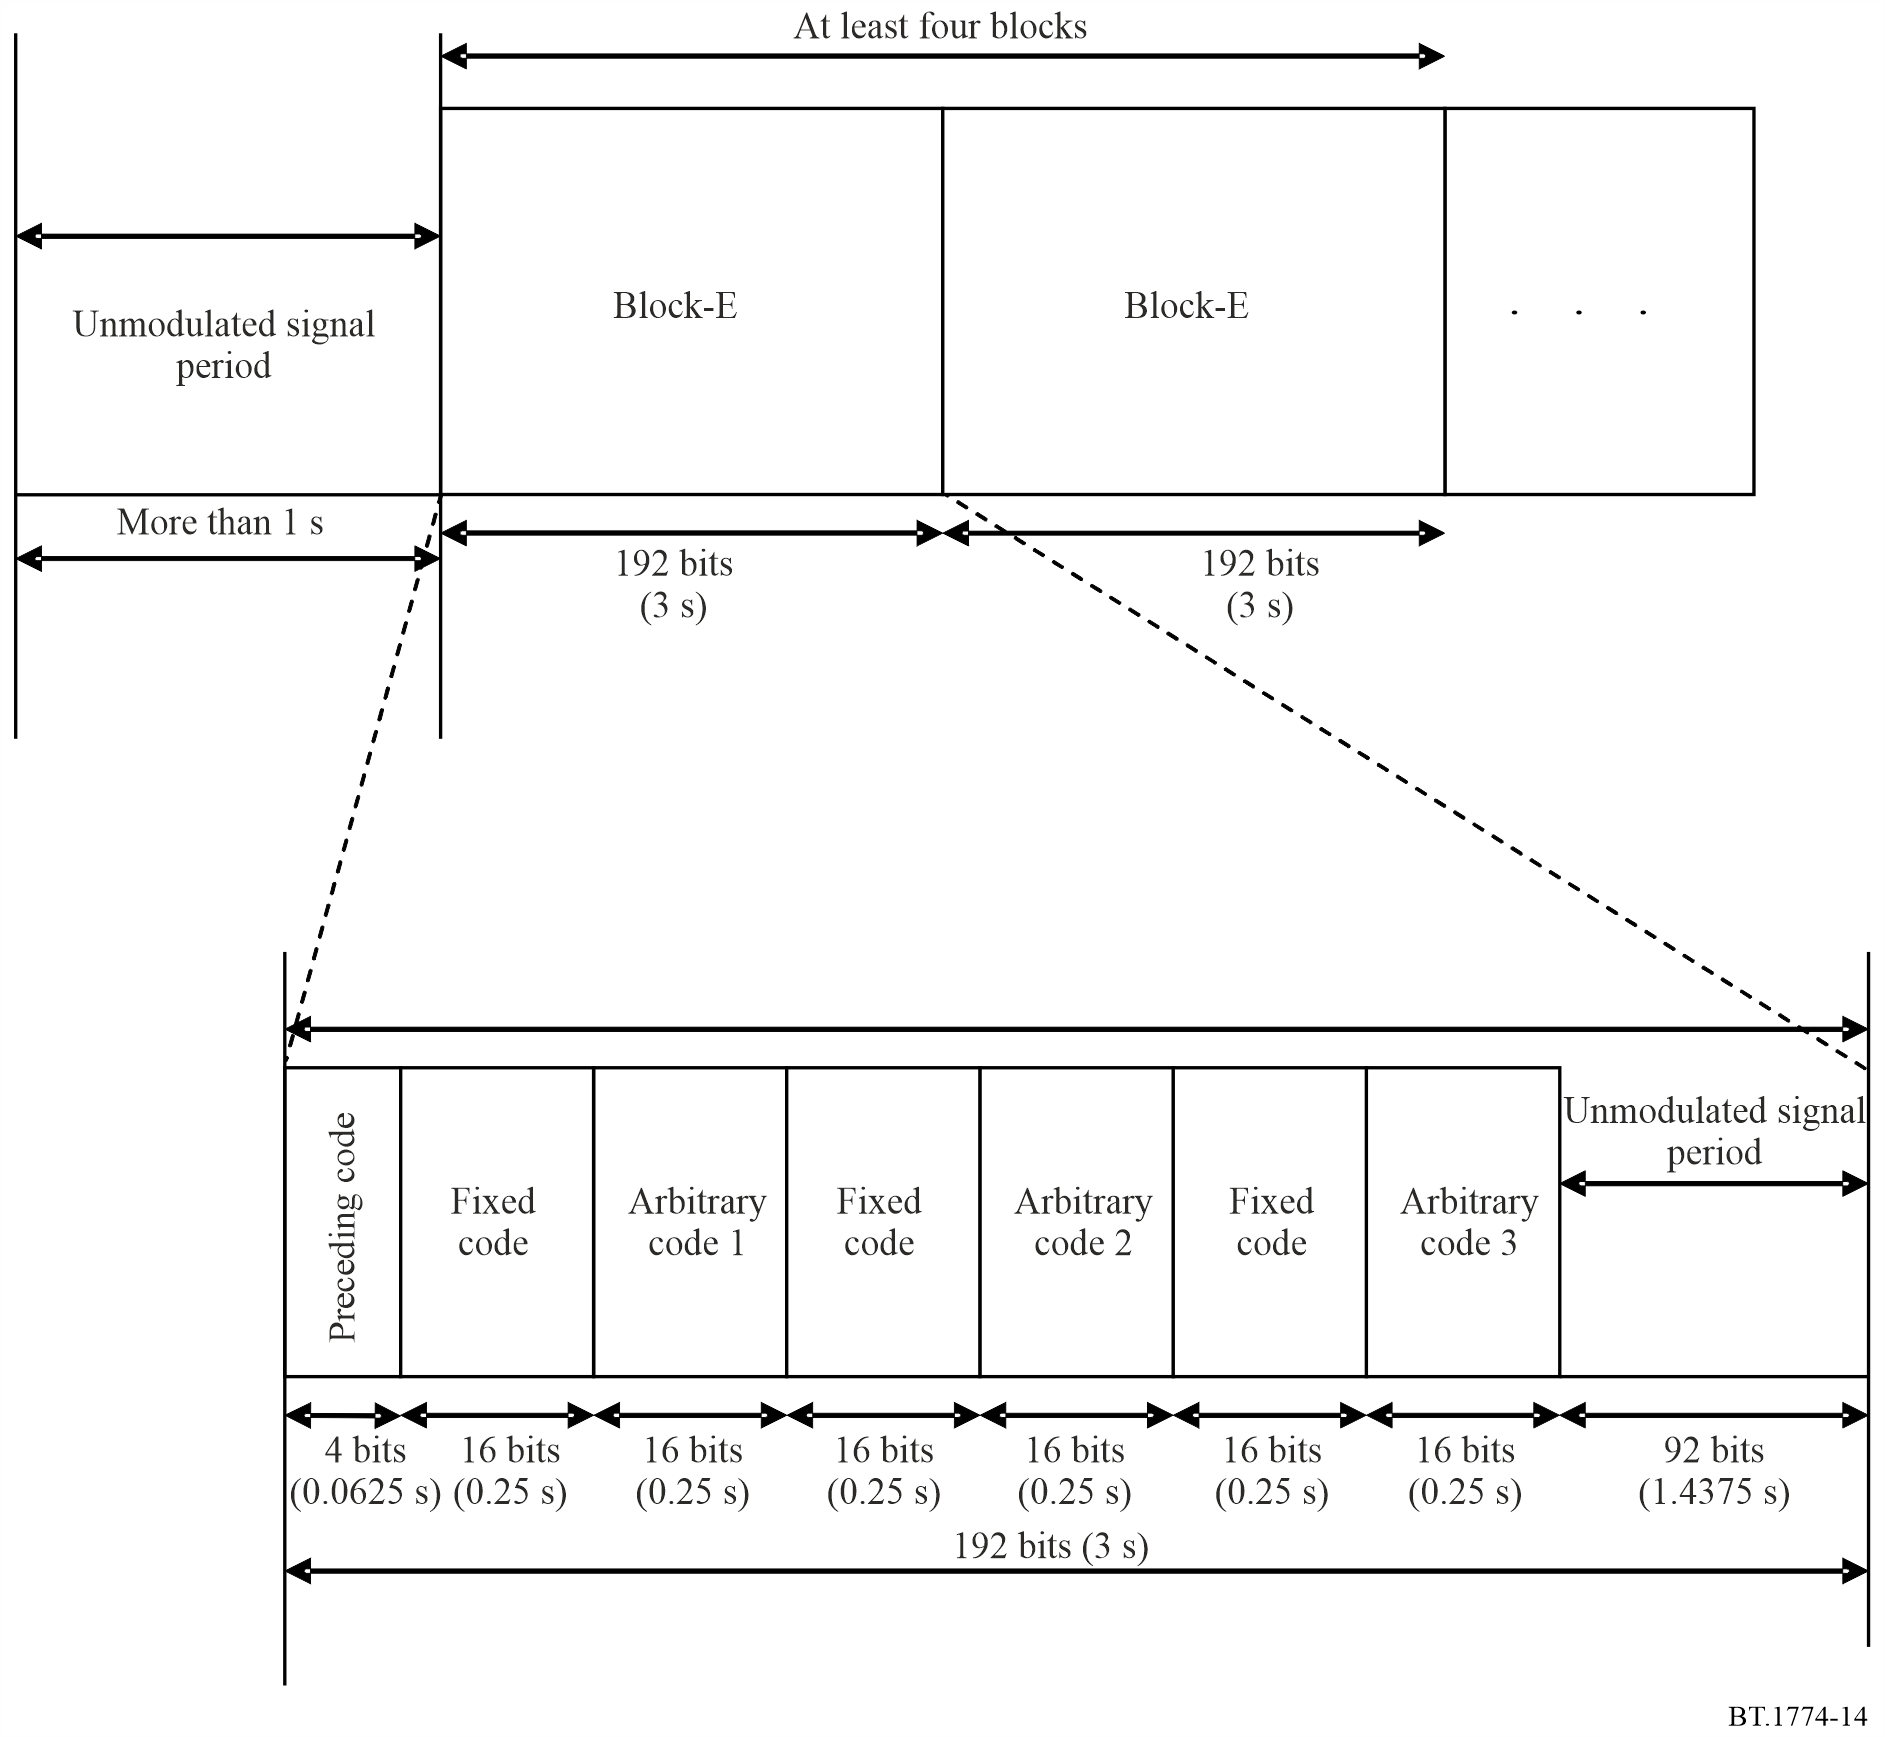 At least four blocks
Unmodulated signal
period
Block-E
Block-E
. . .
More than 1 s
192 bits
(3 s)
192 bits
(3 s)
Unmodulated signal
period
Preceding code
Fixed
code
Arbitrary
code 1
Fixed
code
Arbitrary
code 2
Fixed
code
Arbitrary
code 3
4 bits
(0.0625 s)
16 bits
(0.25 s)
16 bits
(0.25 s)
16 bits
(0.25 s)
16 bits
(0.25 s)
16 bits
(0.25 s)
16 bits
(0.25 s)
92 bits
(1.4375 s)
192 bits (3 s)
BT.1774-14